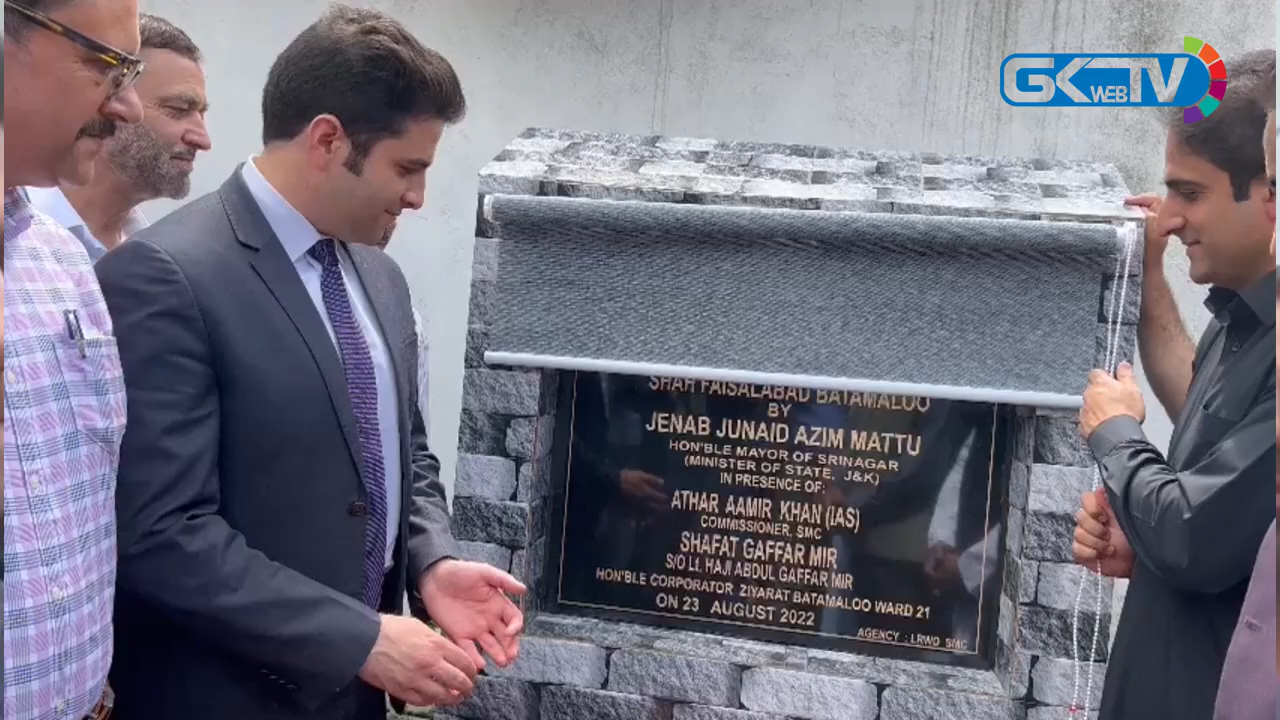 GK WEB TV
SHAH FAISALABAD BATAMALOO
BY
JENAB JUNAID AZIM MATTU
HON'BLE MAYOR OF SRINAGAR
(MINISTER OF STATE, J&K)
IN PRESENCE OF:
ATHAR AAMIR KHAN (IAS)
COMMISSIONER, SMC
SHAFAT GAFFAR MIR
S/O Lt. HAJI ABDUL GAFFAR MIR
HON'BLE CORPORATOR ZIYARAT BATAMALOO WARD 21
ON 23 AUGUST 2022
AGENCY : LRWD SMC